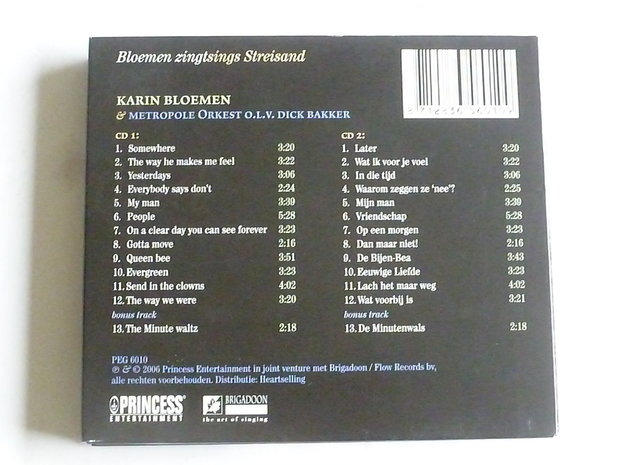 Bloemen zingtsings Streisand
KARIN BLOEMEN
& METROPOLE ORKEST O.L.V. DICK BAKKER
CD 1:
1. Somewhere 3:20
2. The way he makes me feel 3:22
3. Yesterdays 3:06
4. Everybody says don't 2:24
5. My man 3:39
6. People 5:28
7. On a clear day you can see forever 3:23
8. Gotta move 2:16
9. Queen bee 3:51
10. Evergreen 3:23
11. Send in the clowns 4:02
12. The way we were 3:20
bonus track
13. The Minute waltz 2:18
CD 2:
1. Later 3:20
2. Wat ik voor je voel 3:22
3. In die tijd 3:06
4. Waarom zeggen ze 'nee'? 2:25
5. Mijn man 3:39
6. Vriendschap 5:28
7. Op een morgen 3:23
8. Dan maar niet! 2:16
9. De Bijen-Bea 3:43
10. Eeuwige Liefde 3:23
11. Lach het maar weg 4:02
12. Wat voorbij is 3:21
bonus track
13. De Minutenwals 2:18
PEG 6010
℗ & © 2006 Princess Entertainment in joint venture met Brigadoon / Flow Records bv,
alle rechten voorbehouden. Distributie: Heartselling
PRINCESS
ENTERTAINMENT
BRIGADOON
the art of singing